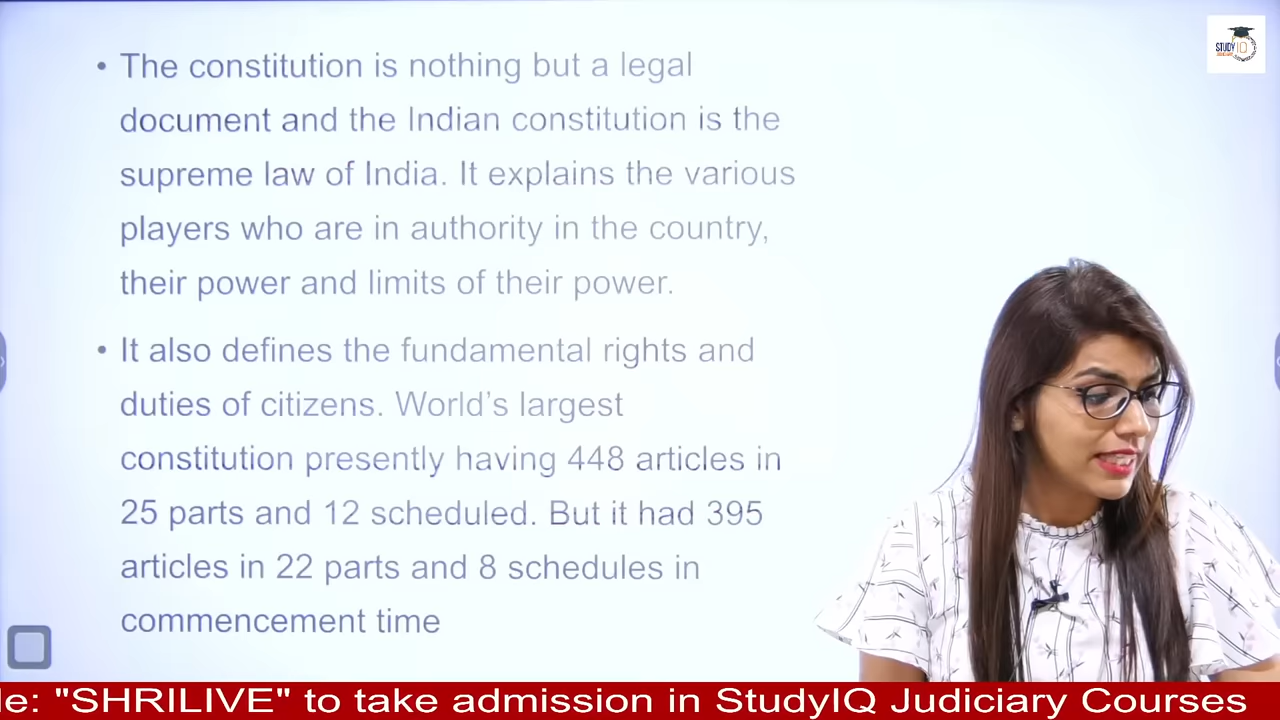 • The constitution is nothing but a legal
document and the Indian constitution is the
supreme law of India. It explains the various
players who are in authority in the country,
their power and limits of their power.
• It also defines the fundamental rights and
duties of citizens. World's largest
constitution presently having 448 articles in
25 parts and 12 scheduled. But it had 395
articles in 22 parts and 8 schedules in
commencement time
STUDY IQ
le: "SHRILIVE" to take admission in StudyIQ Judiciary Courses